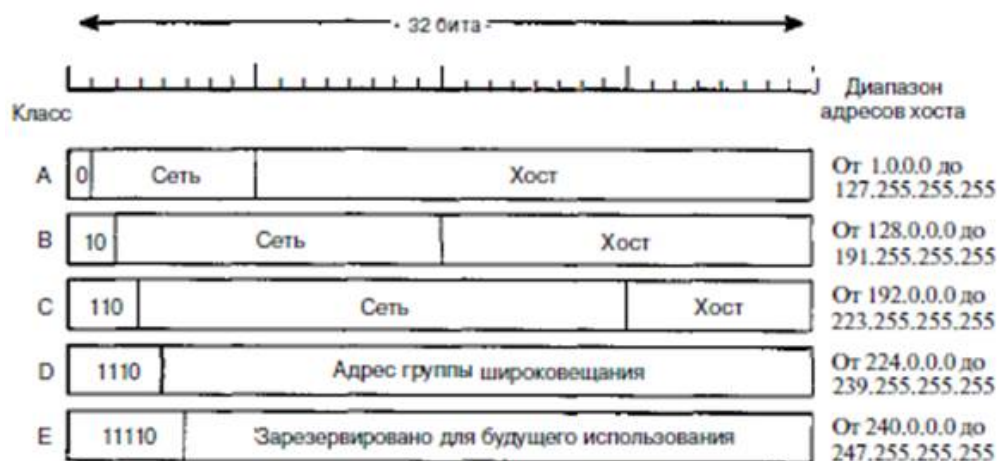 32 бита
Класс
Диапазон
адресов хоста
A 0 Сеть Хост От 1.0.0.0 до
127.255.255.255
B 10 Сеть Хост От 128.0.0.0 до
191.255.255.255
C 110 Сеть Хост От 192.0.0.0 до
223.255.255.255
D 1110 Адрес группы широковещания От 224.0.0.0 до
239.255.255.255
E 11110 Зарезервировано для будущего использования От 240.0.0.0 до
247.255.255.255